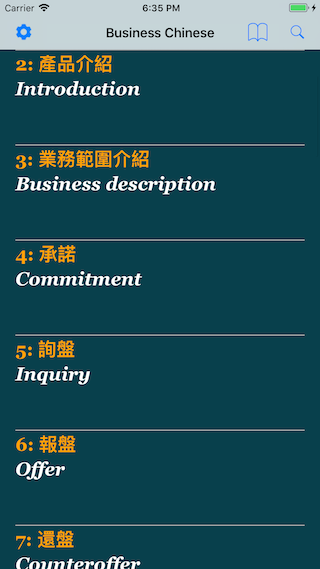 Carrier 6:35 PM
Business Chinese
2: 產品介紹
Introduction
3: 業務範圍介紹
Business description
4: 承諾
Commitment
5: 詢盤
Inquiry
6: 報盤
Offer
7: 還盤
Counteroffer